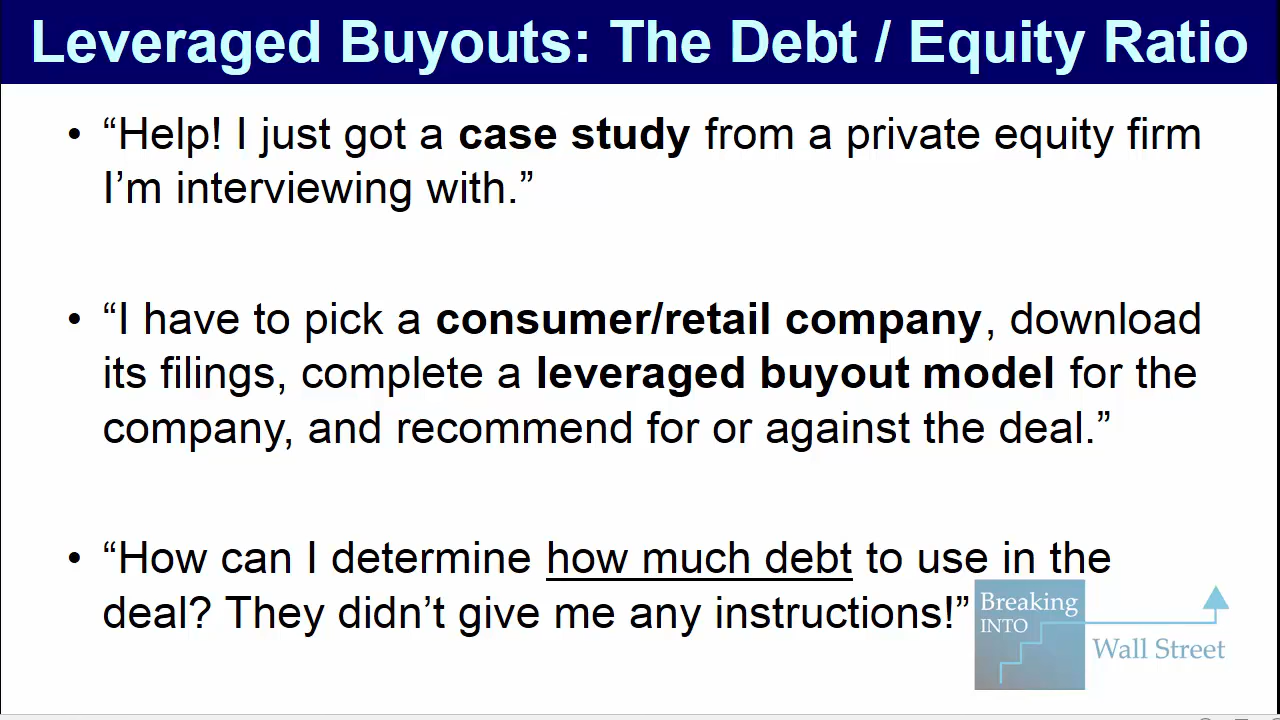 Leveraged Buyouts: The Debt / Equity Ratio
• “Help! I just got a case study from a private equity firm
I’m interviewing with.”
• “I have to pick a consumer/retail company, download
its filings, complete a leveraged buyout model for the
company, and recommend for or against the deal.”
• “How can I determine how much debt to use in the
deal? They didn’t give me any instructions!”
Breaking
INTO
Wall Street